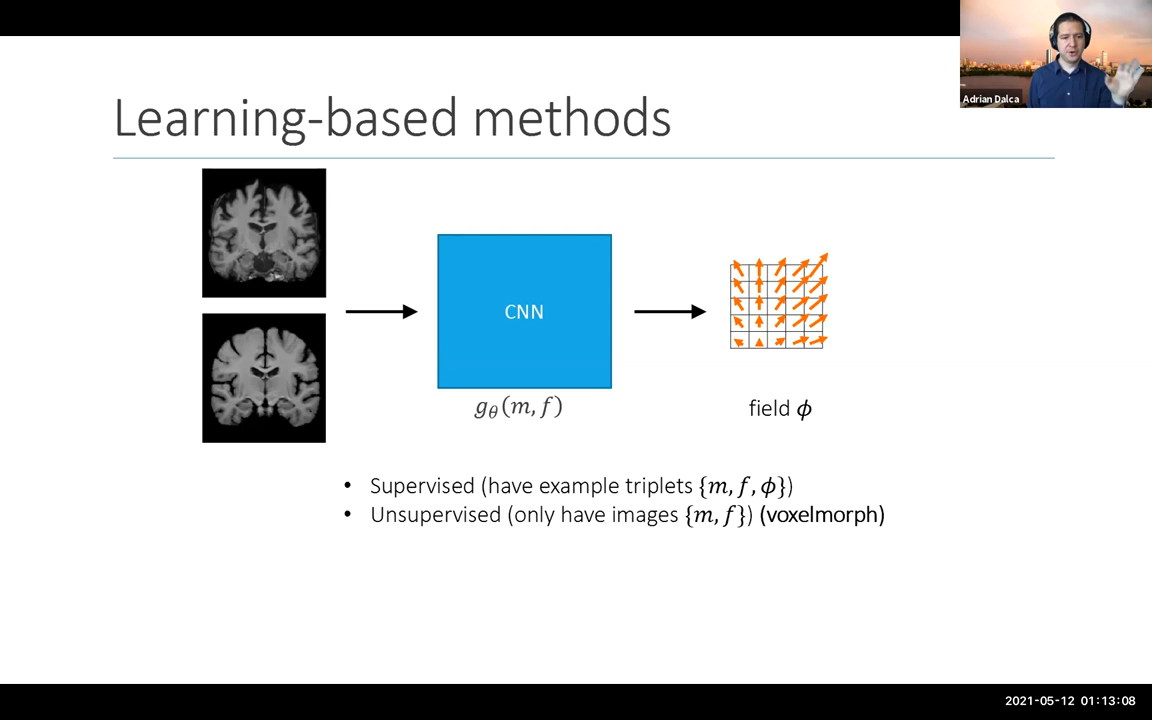 Adrian Dalca
Learning-based methods
CNN
g_θ(m, f)
field ϕ
• Supervised (have example triplets {m, f, ϕ})
• Unsupervised (only have images {m, f}) (voxelmorph)
2021-05-12 01:13:08